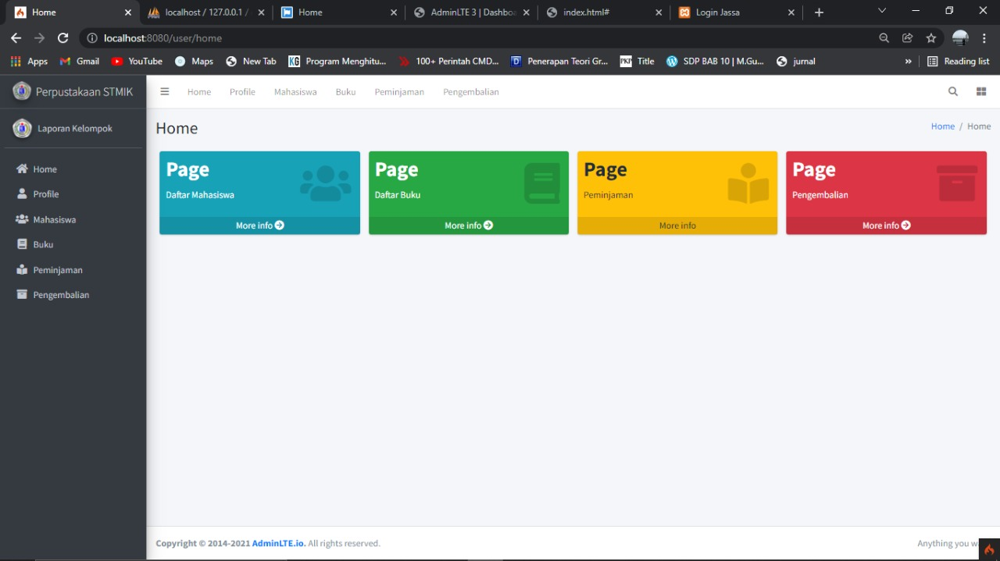 Home
localhost / 127.0.0.1 /
Home
AdminLTE 3 | Dashboa
index.html#
Login Jassa
localhost:8080/user/home
Apps
Gmail
YouTube
Maps
New Tab
KG Program Menghitu...
100+ Perintah CMD...
D Penerapan Teori Gr...
PKP Title
SDP BAB 10 | M.Gu...
jurnal
»
Reading list
Perpustakaan STMIK
Home Profile Mahasiswa Buku Peminjaman Pengembalian
Laporan Kelompok
Home
Profile
Mahasiswa
Buku
Peminjaman
Pengembalian
Home
Home / Home
Page
Daftar Mahasiswa
More info
Page
Daftar Buku
More info
Page
Peminjaman
More info
Page
Pengembalian
More info
Copyright © 2014-2021 AdminLTE.io. All rights reserved.
Anything you